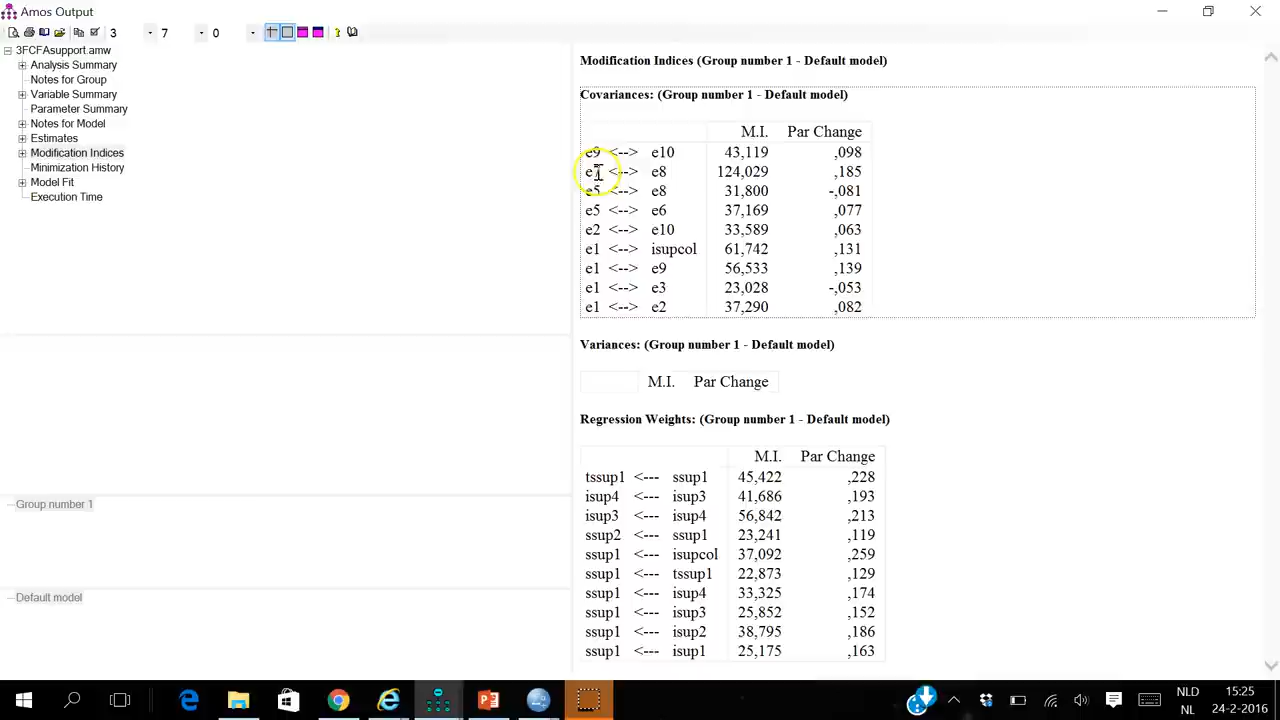 Amos Output
3 7 0
3FCFAsupport.amw
Analysis Summary
Notes for Group
Variable Summary
Parameter Summary
Notes for Model
Estimates
Modification Indices
Minimization History
Model Fit
Execution Time
Group number 1
Default model
Modification Indices (Group number 1 - Default model)
Covariances: (Group number 1 - Default model)
M.I. Par Change
e9 <--> e10 43,119 ,098
e7 <--> e8 124,029 ,185
e5 <--> e8 31,800 -,081
e5 <--> e6 37,169 ,077
e2 <--> e10 33,589 ,063
e1 <--> isupcol 61,742 ,131
e1 <--> e9 56,533 ,139
e1 <--> e3 23,028 -,053
e1 <--> e2 37,290 ,082
Variances: (Group number 1 - Default model)
M.I. Par Change
Regression Weights: (Group number 1 - Default model)
M.I. Par Change
tssup1 <--- ssup1 45,422 ,228
isup4 <--- isup3 41,686 ,193
isup3 <--- isup4 56,842 ,213
ssup2 <--- ssup1 23,241 ,119
ssup1 <--- isupcol 37,092 ,259
ssup1 <--- tssup1 22,873 ,129
ssup1 <--- isup4 33,325 ,174
ssup1 <--- isup3 25,852 ,152
ssup1 <--- isup2 38,795 ,186
ssup1 <--- isup1 25,175 ,163
NLD 15:25
NL 24-2-2016